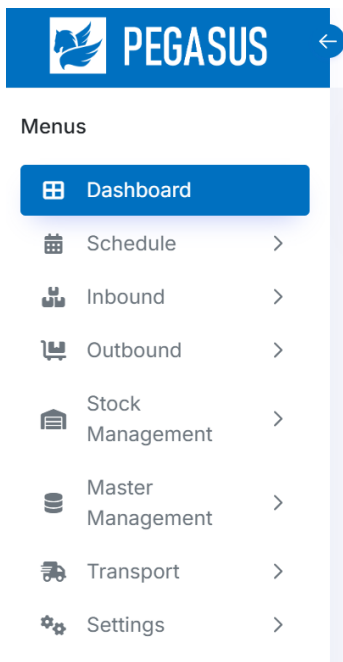 PEGASUS
Menus
Dashboard
Schedule
Inbound
Outbound
Stock
Management
Master
Management
Transport
Settings